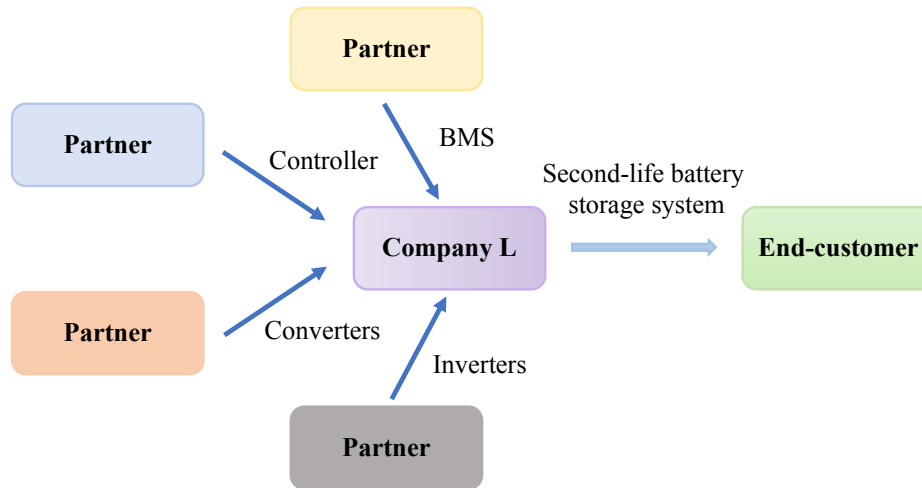 Partner
Partner
BMS
Controller
Second-life battery
storage system
Company L
End-customer
Partner
Converters
Inverters
Partner